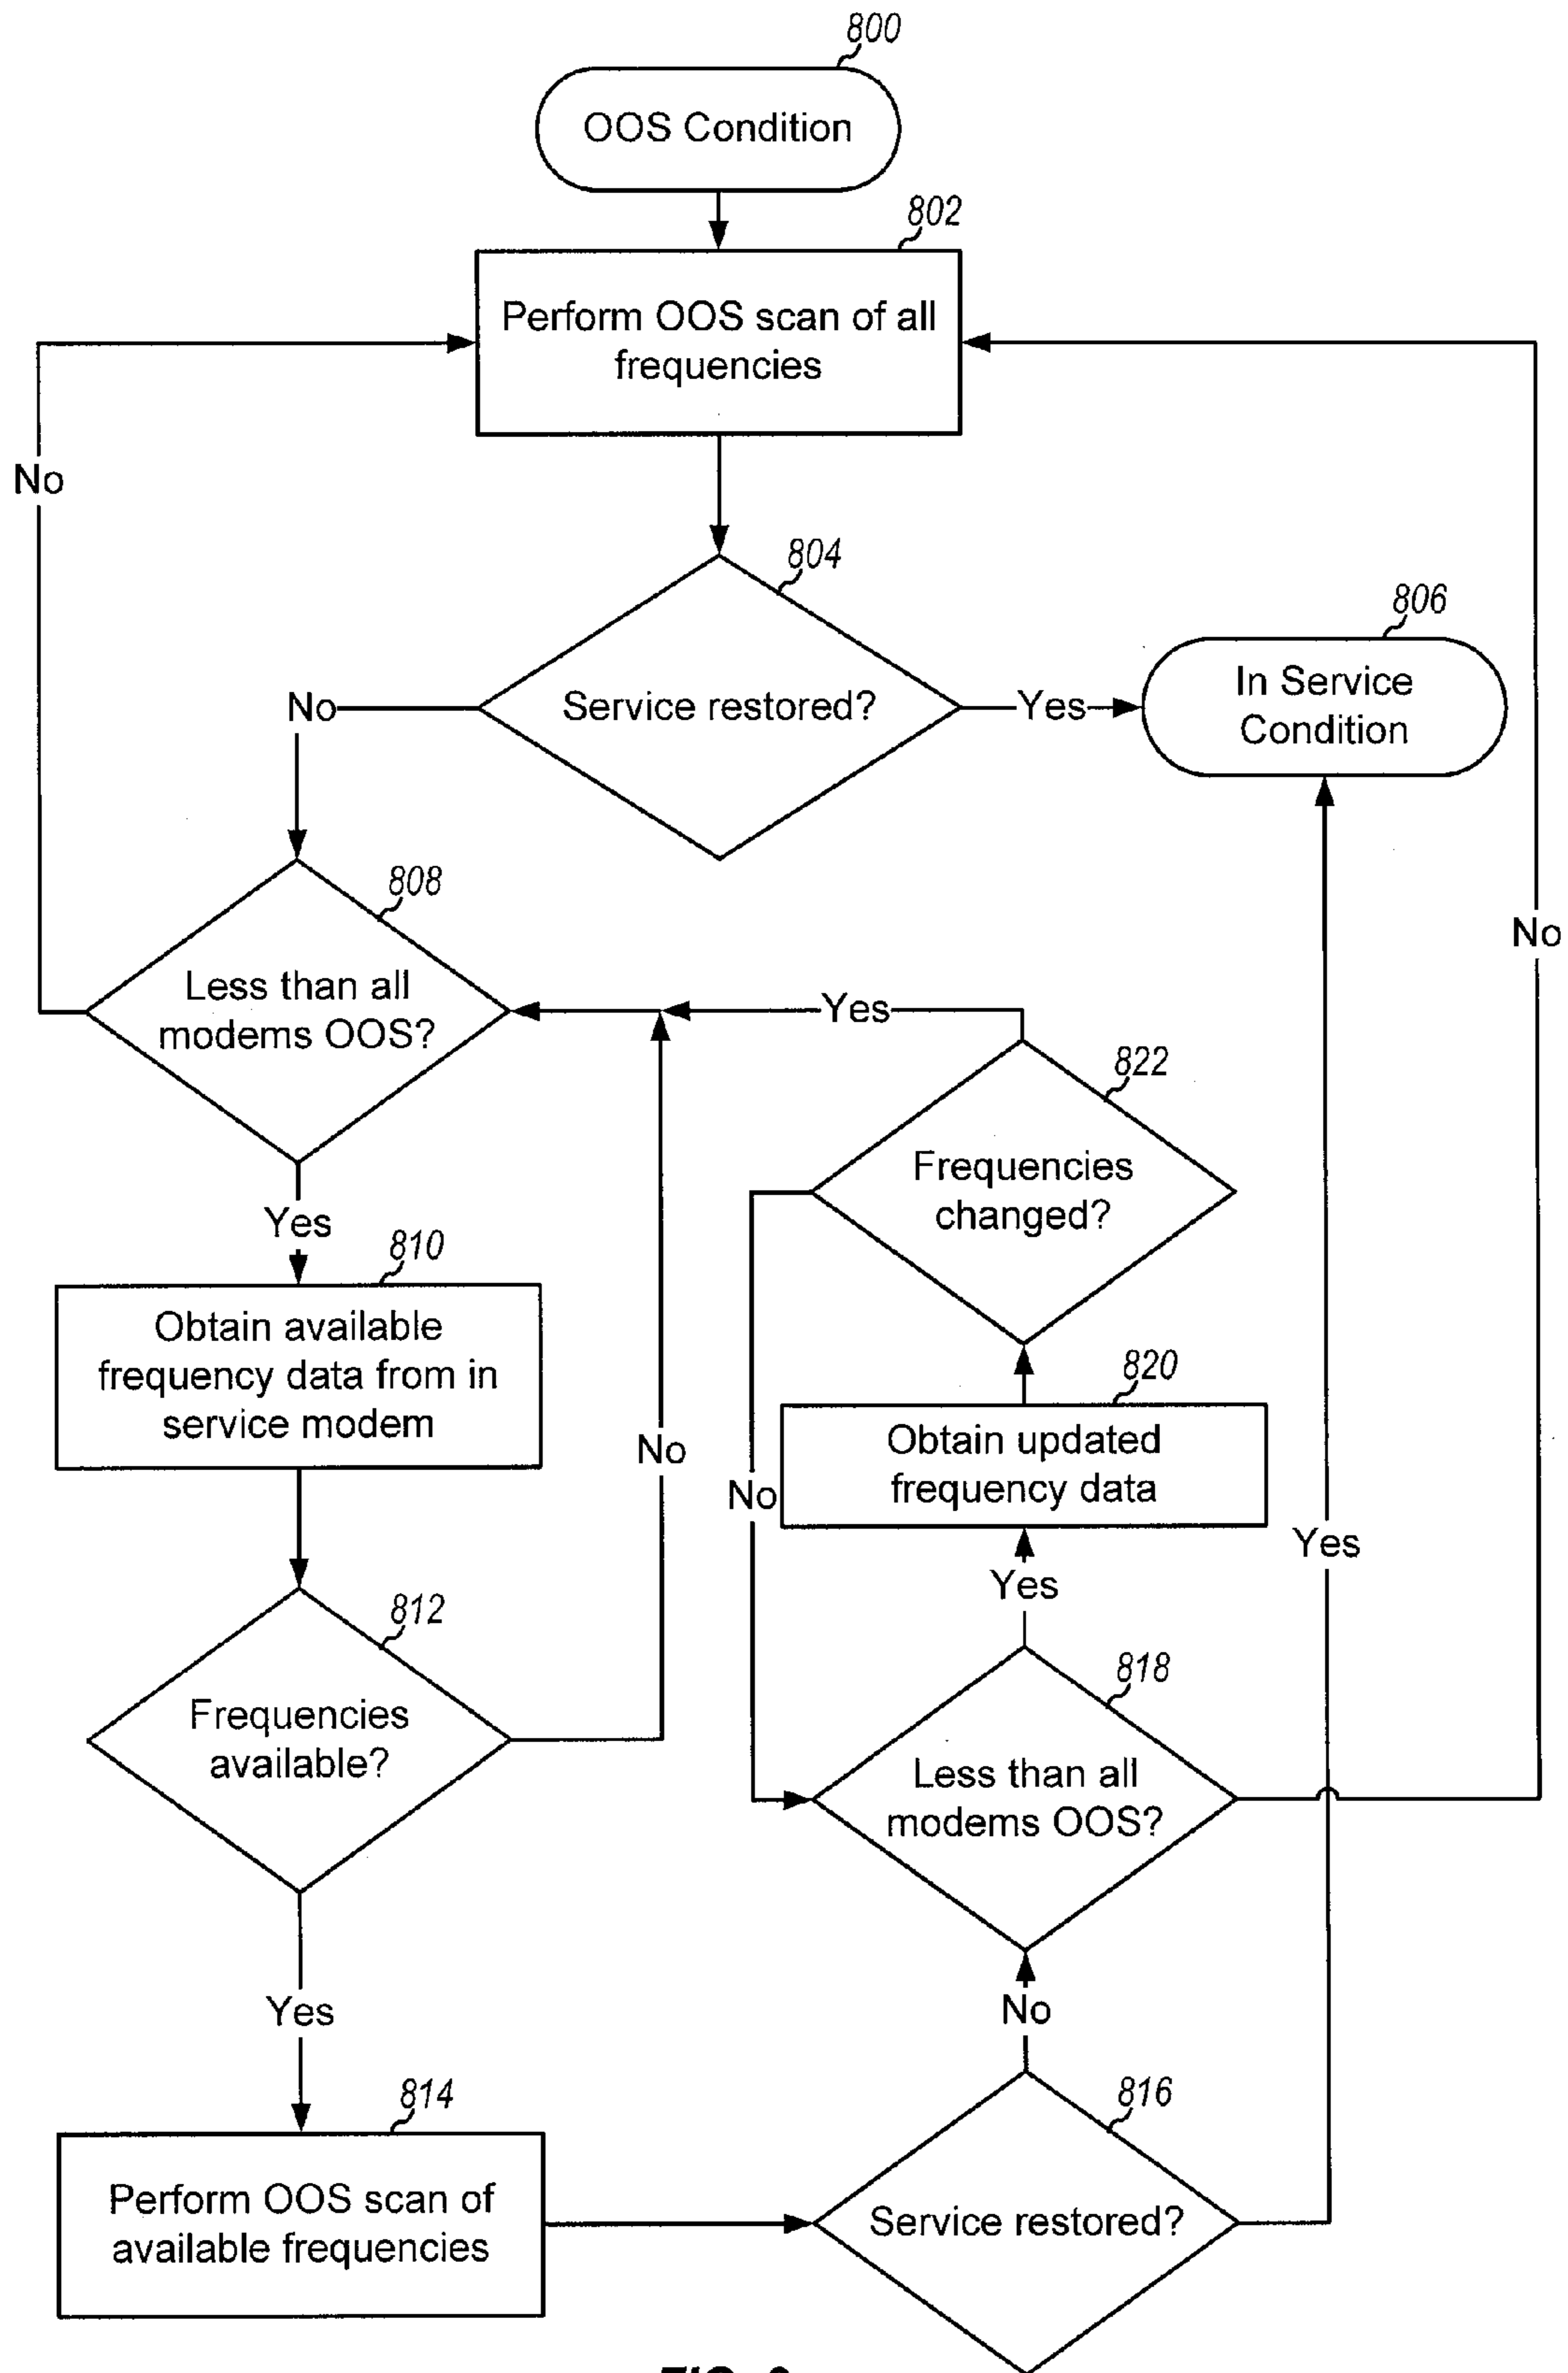 800
OOS Condition
802
Perform OOS scan of all
frequencies
No
804
Service restored?
No
Yes
806
In Service
Condition
808
Less than all
modems OOS?
No
Yes
Yes
822
Frequencies
changed?
810
Obtain available
frequency data from in
service modem
No
No
820
Obtain updated
frequency data
Yes
Yes
812
Frequencies
available?
818
Less than all
modems OOS?
Yes
No
814
Perform OOS scan of
available frequencies
816
Service restored?